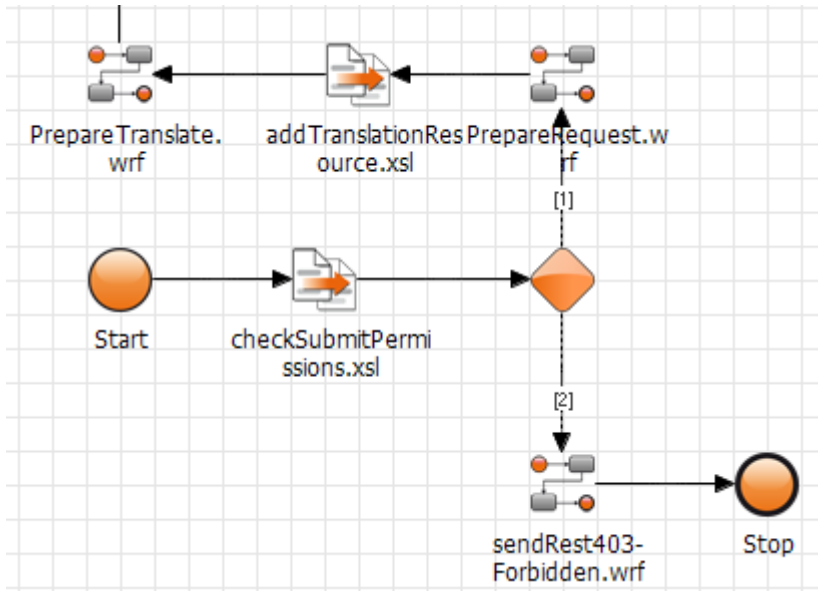 PrepareTranslate.
wrf
addTranslationRes
ource.xsl
PrepareRequest.w
rf
[1]
Start
checkSubmitPermi
ssions.xsl
[2]
sendRest403-
Forbidden.wrf
Stop